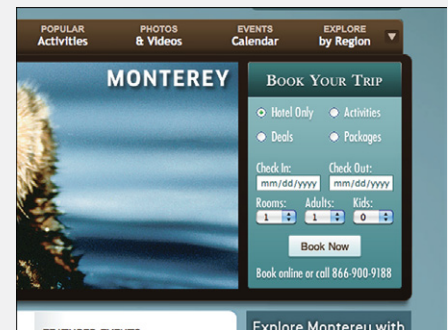 POPULAR PHOTOS EVENTS EXPLORE
Activities & Videos Calendar by Region
MONTEREY
BOOK YOUR TRIP
Hotel Only Activities
Deals Packages
Check In: Check Out:
mm/dd/yyyy mm/dd/yyyy
Rooms: Adults: Kids:
1 1 0
Book Now
Book online or call 866-900-9188
FEATURED EVENTS
Explore Monterey with